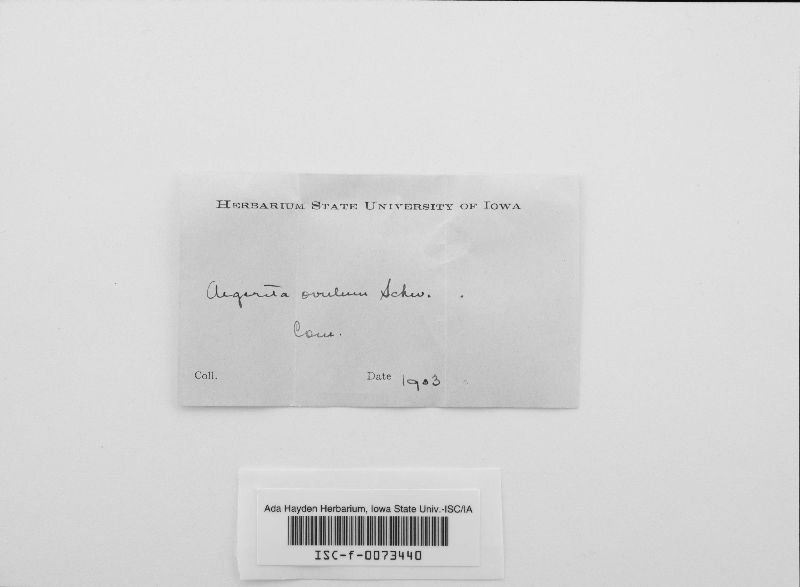 Herbarium State University of Iowa
Aegerita ovulum Schw.
Coll.
Date 1903
Ada Hayden Herbarium, Iowa State Univ.-ISC/IA
ISC-f-0073440